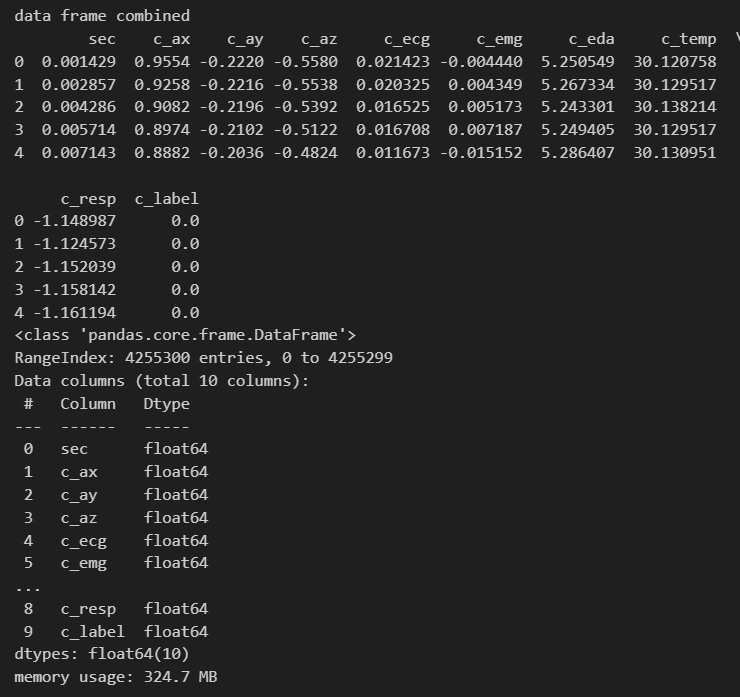 data frame combined
sec c_ax c_ay c_az c_ecg c_emg c_eda c_temp \
0 0.001429 0.9554 -0.2220 -0.5580 0.021423 -0.004440 5.250549 30.120758
1 0.002857 0.9258 -0.2216 -0.5538 0.020325 0.004349 5.267334 30.129517
2 0.004286 0.9082 -0.2196 -0.5392 0.016525 0.005173 5.243301 30.138214
3 0.005714 0.8974 -0.2102 -0.5122 0.016708 0.007187 5.249405 30.129517
4 0.007143 0.8882 -0.2036 -0.4824 0.011673 -0.015152 5.286407 30.130951
c_resp c_label
0 -1.148987 0.0
1 -1.124573 0.0
2 -1.152039 0.0
3 -1.158142 0.0
4 -1.161194 0.0
<class 'pandas.core.frame.DataFrame'>
RangeIndex: 4255300 entries, 0 to 4255299
Data columns (total 10 columns):
# Column Dtype
--- ------ -----
0 sec float64
1 c_ax float64
2 c_ay float64
3 c_az float64
4 c_ecg float64
5 c_emg float64
...
8 c_resp float64
9 c_label float64
dtypes: float64(10)
memory usage: 324.7 MB